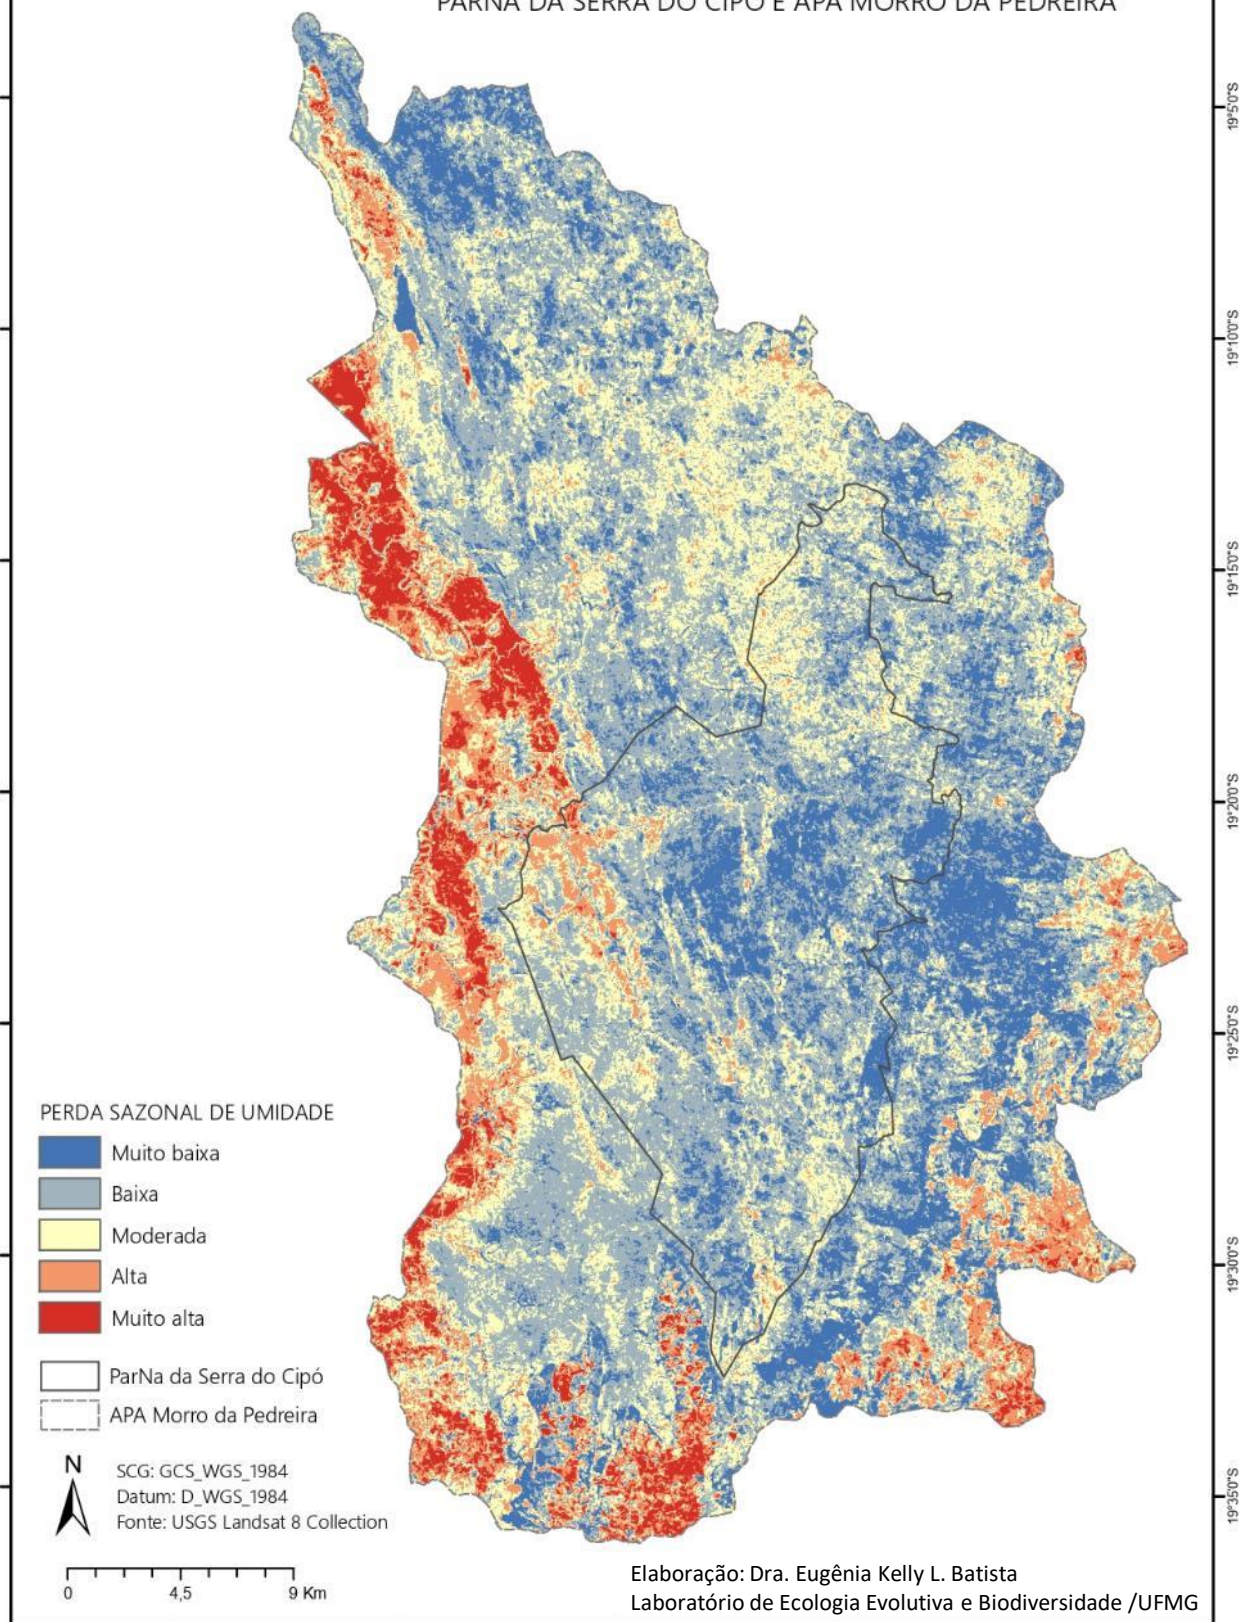 PARNA DA SERRA DO CIPÓ E APA MORRO DA PEDREIRA
19°5'0"S
19°10'0"S
19°15'0"S
19°20'0"S
19°25'0"S
19°30'0"S
19°35'0"S
PERDA SAZONAL DE UMIDADE
Muito baixa
Baixa
Moderada
Alta
Muito alta
ParNa da Serra do Cipó
APA Morro da Pedreira
N
SCG: GCS_WGS_1984
Datum: D_WGS_1984
Fonte: USGS Landsat 8 Collection
0 4,5 9 Km
Elaboração: Dra. Eugênia Kelly L. Batista
Laboratório de Ecologia Evolutiva e Biodiversidade /UFMG